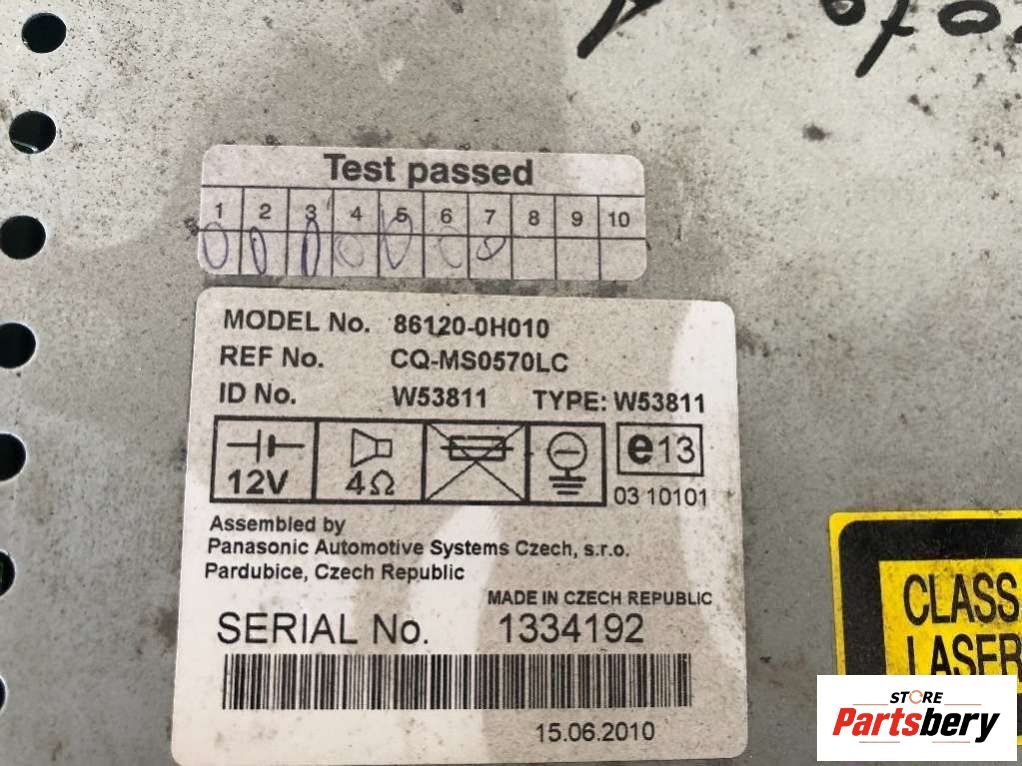 Test passed
1 2 3 4 5 6 7 8 9 10
MODEL No. 86120-0H010
REF No. CQ-MS0570LC
ID No. W53811 TYPE: W53811
12V 4Ω e13
03 10101
Assembled by
Panasonic Automotive Systems Czech, s.r.o.
Pardubice, Czech Republic
MADE IN CZECH REPUBLIC
SERIAL No. 1334192
15.06.2010
CLASS
LASER
STORE
Partsbery